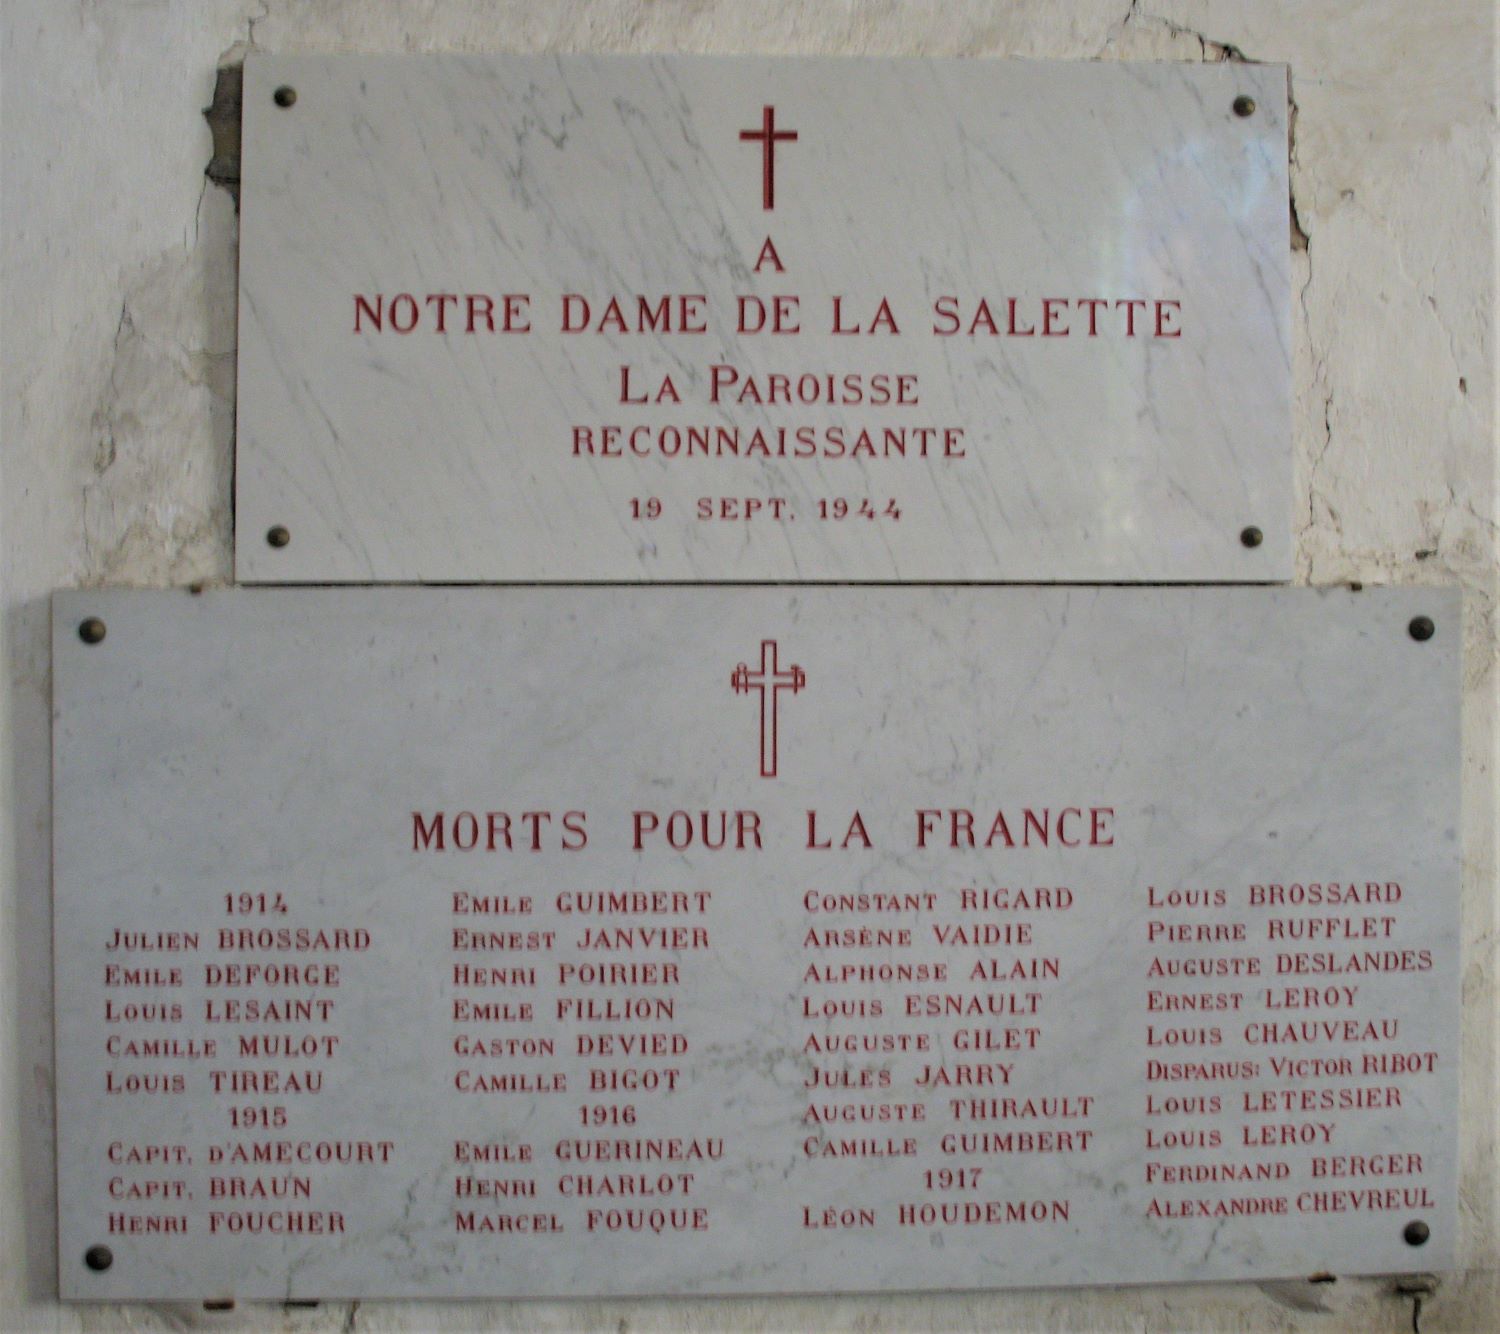 A
NOTRE DAME DE LA SALETTE
LA PAROISSE
RECONNAISSANTE
19 SEPT. 1944
MORTS POUR LA FRANCE
1914
JULIEN BROSSARD
EMILE DEFORGE
LOUIS LESAINT
CAMILLE MULOT
LOUIS TIREAU
1915
CAPIT. D'AMECOURT
CAPIT. BRAUN
HENRI FOUCHER
EMILE GUIMBERT
ERNEST JANVIER
HENRI POIRIER
EMILE FILLION
GASTON DEVIED
CAMILLE BIGOT
1916
EMILE GUERINEAU
HENRI CHARLOT
MARCEL FOUQUE
CONSTANT RIGARD
ARSÈNE VAIDIE
ALPHONSE ALAIN
LOUIS ESNAULT
AUGUSTE GILET
JULES JARRY
AUGUSTE THIRAULT
CAMILLE GUIMBERT
1917
LÉON HOUDEMON
LOUIS BROSSARD
PIERRE RUFFLET
AUGUSTE DESLANDES
ERNEST LEROY
LOUIS CHAUVEAU
DISPARUS: VICTOR RIBOT
LOUIS LETESSIER
LOUIS LEROY
FERDINAND BERGER
ALEXANDRE CHEVREUL